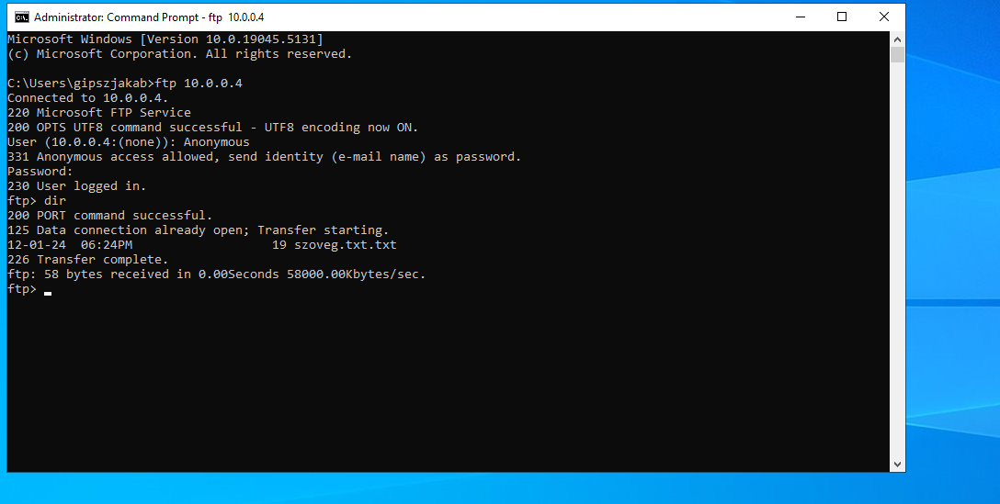 Administrator: Command Prompt - ftp 10.0.0.4
Microsoft Windows [Version 10.0.19045.5131]
(c) Microsoft Corporation. All rights reserved.
C:\Users\gipszjakab>ftp 10.0.0.4
Connected to 10.0.0.4.
220 Microsoft FTP Service
200 OPTS UTF8 command successful - UTF8 encoding now ON.
User (10.0.0.4:(none)): Anonymous
331 Anonymous access allowed, send identity (e-mail name) as password.
Password:
230 User logged in.
ftp> dir
200 PORT command successful.
125 Data connection already open; Transfer starting.
12-01-24  06:24PM                   19 szoveg.txt.txt
226 Transfer complete.
ftp: 58 bytes received in 0.00Seconds 58000.00Kbytes/sec.
ftp>